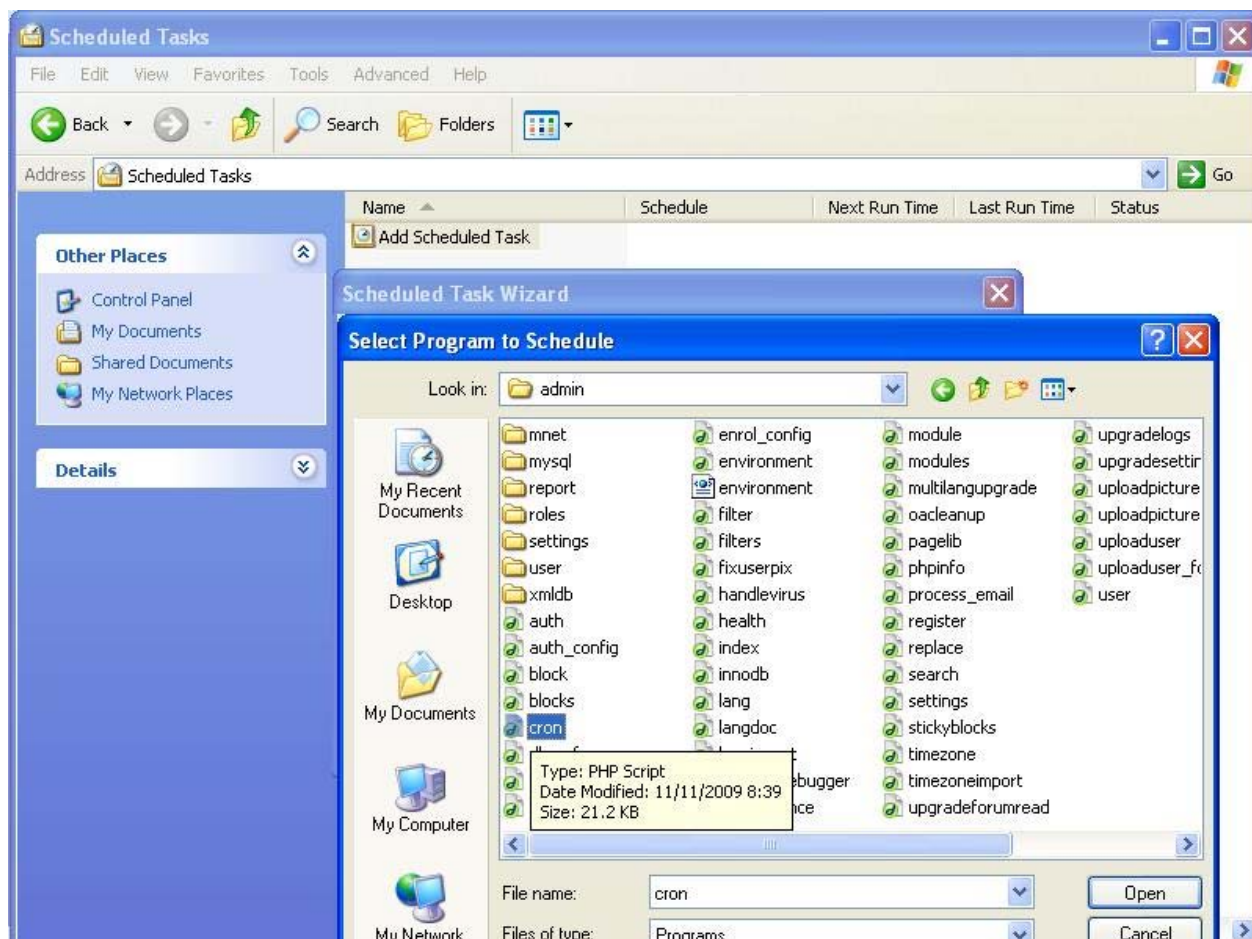 Scheduled Tasks
File Edit View Favorites Tools Advanced Help
Back Search Folders
Address Scheduled Tasks Go
Name Schedule Next Run Time Last Run Time Status
Add Scheduled Task
Other Places
Control Panel
My Documents
Shared Documents
My Network Places
Details
Scheduled Task Wizard
Select Program to Schedule
Look in: admin
My Recent
Documents
Desktop
My Documents
My Computer
My Network
mnet
mysql
report
roles
settings
user
xmldb
auth
auth_config
block
blocks
cron
enrol_config
environment
environment
filter
filters
fixuserpix
handlevirus
health
index
innodb
lang
langdoc
module
modules
multilangupgrade
oacleanup
pagelib
phpinfo
process_email
register
replace
search
settings
stickyblocks
timezone
timezoneimport
upgradeforumread
upgradelogs
upgradesettin
uploadpicture
uploadpicture
uploaduser
uploaduser_fo
user
Type: PHP Script
Date Modified: 11/11/2009 8:39
Size: 21.2 KB
File name: cron Open
Files of type: Programs Cancel